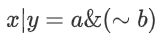 x|y = a&(∼ b)